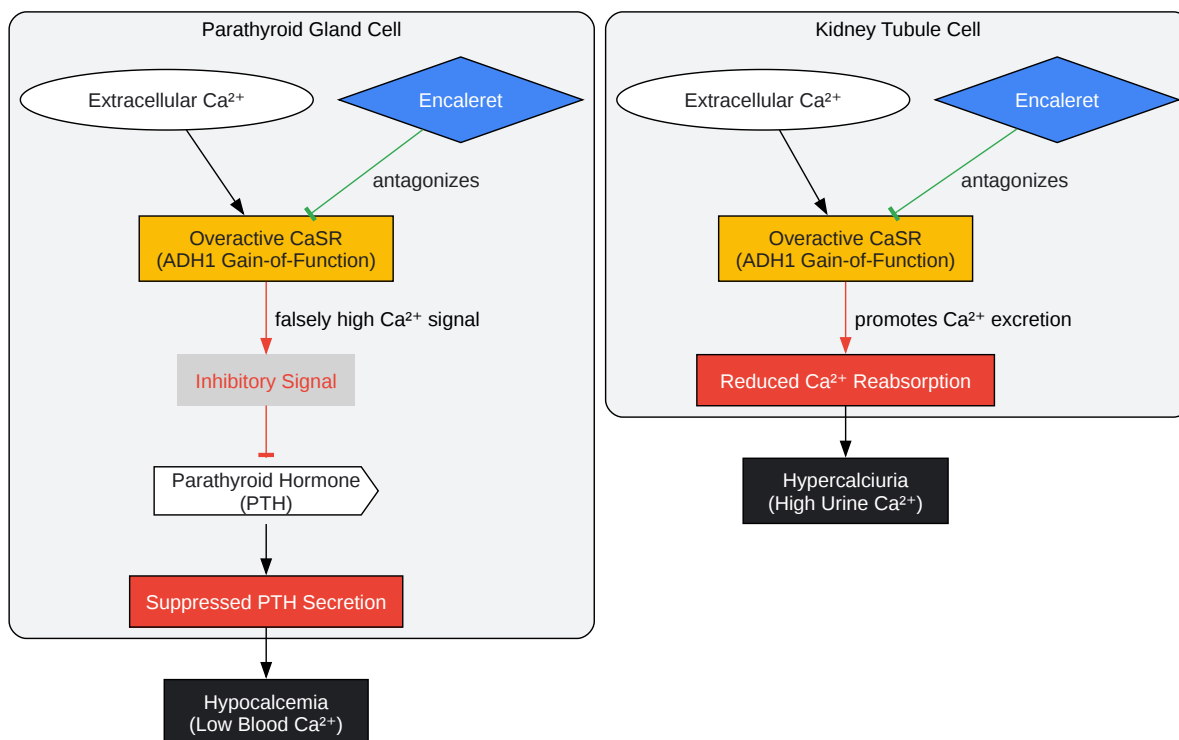 Parathyroid Gland Cell
Extracellular Ca²⁺
Encaleret
antagonizes
Overactive CaSR
(ADH1 Gain-of-Function)
falsely high Ca²⁺ signal
Inhibitory Signal
Parathyroid Hormone
(PTH)
Suppressed PTH Secretion
Hypocalcemia
(Low Blood Ca²⁺)
Kidney Tubule Cell
Extracellular Ca²⁺
Encaleret
antagonizes
Overactive CaSR
(ADH1 Gain-of-Function)
promotes Ca²⁺ excretion
Reduced Ca²⁺ Reabsorption
Hypercalciuria
(High Urine Ca²⁺)